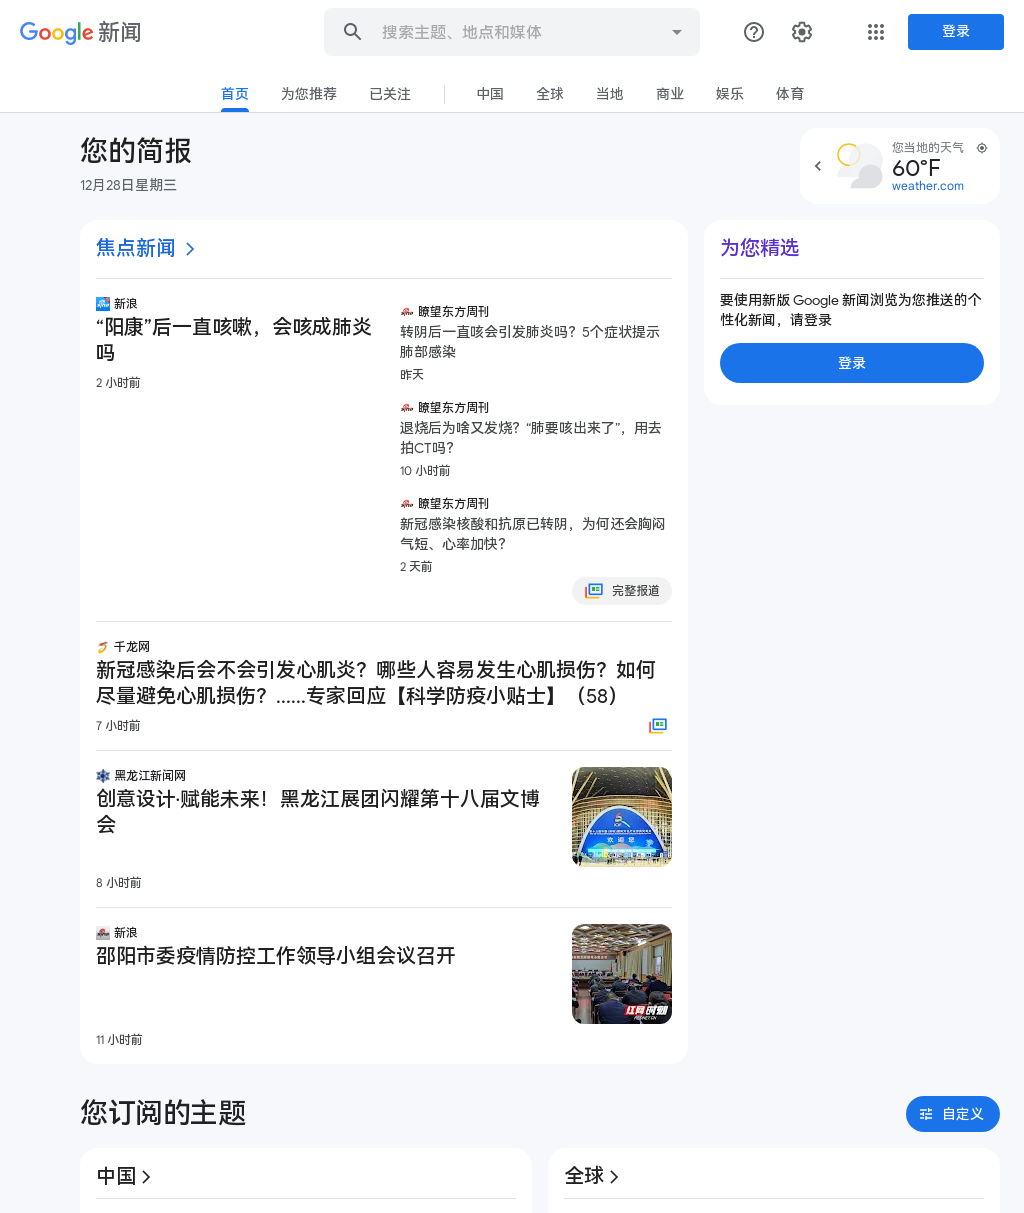 Google 新闻
搜索主题、地点和媒体
登录
首页
为您推荐
已关注
中国
全球
当地
商业
娱乐
体育
您的简报
12月28日星期三
您当地的天气
60°F
weather.com
焦点新闻
新浪
“阳康”后一直咳嗽，会咳成肺炎
吗
2 小时前
瞭望东方周刊
转阴后一直咳会引发肺炎吗？5个症状提示
肺部感染
昨天
瞭望东方周刊
退烧后为啥又发烧？“肺要咳出来了”，用去
拍CT吗？
10 小时前
瞭望东方周刊
新冠感染核酸和抗原已转阴，为何还会胸闷
气短、心率加快？
2 天前
完整报道
千龙网
新冠感染后会不会引发心肌炎？哪些人容易发生心肌损伤？如何
尽量避免心肌损伤？……专家回应【科学防疫小贴士】（58）
7 小时前
黑龙江新闻网
创意设计·赋能未来！黑龙江展团闪耀第十八届文博
会
欢迎您
8 小时前
新浪
邵阳市委疫情防控工作领导小组会议召开
红网时刻
11 小时前
为您精选
要使用新版 Google 新闻浏览为您推送的个
性化新闻，请登录
登录
您订阅的主题
自定义
中国
全球